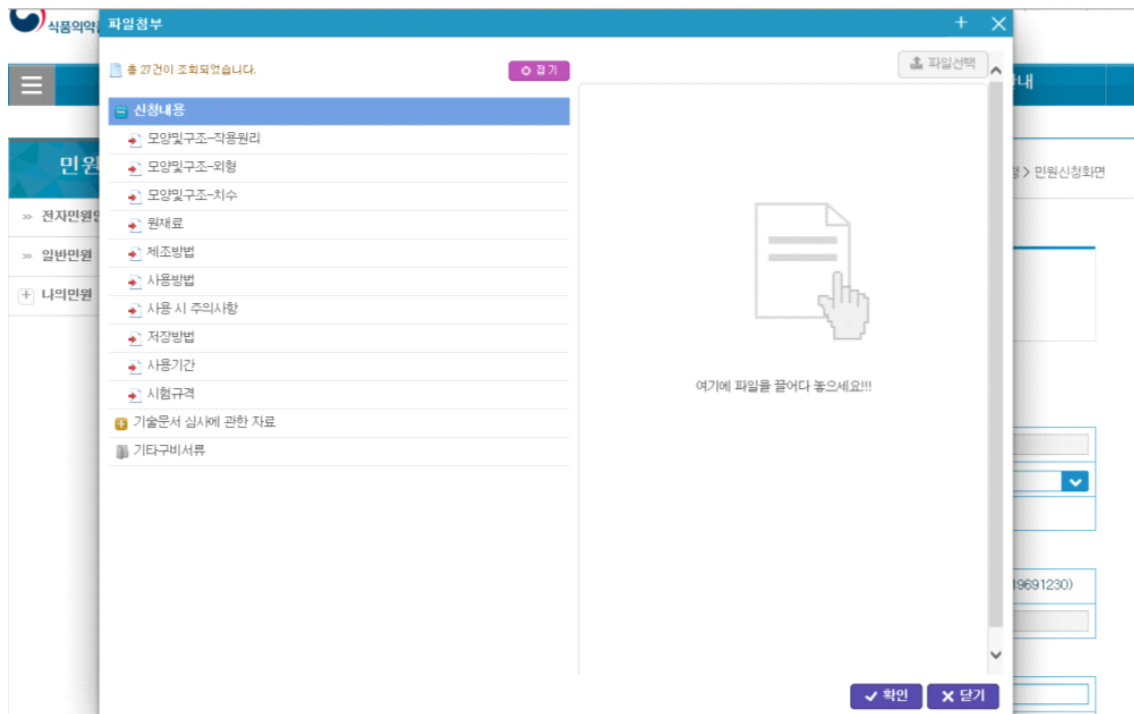 식품의약
파일첨부
총 27건이 조회되었습니다.
접기
파일선택
신청내용
모양및구조-작용원리
모양및구조-외형
모양및구조-치수
원재료
제조방법
사용방법
사용 시 주의사항
저장방법
사용기간
시험규격
기술문서 심사에 관한 자료
기타구비서류
여기에 파일을 끌어다 놓으세요!!!
확인
닫기
민원
전자민원
일반민원
나의민원
내
> 민원신청화면
19691230)